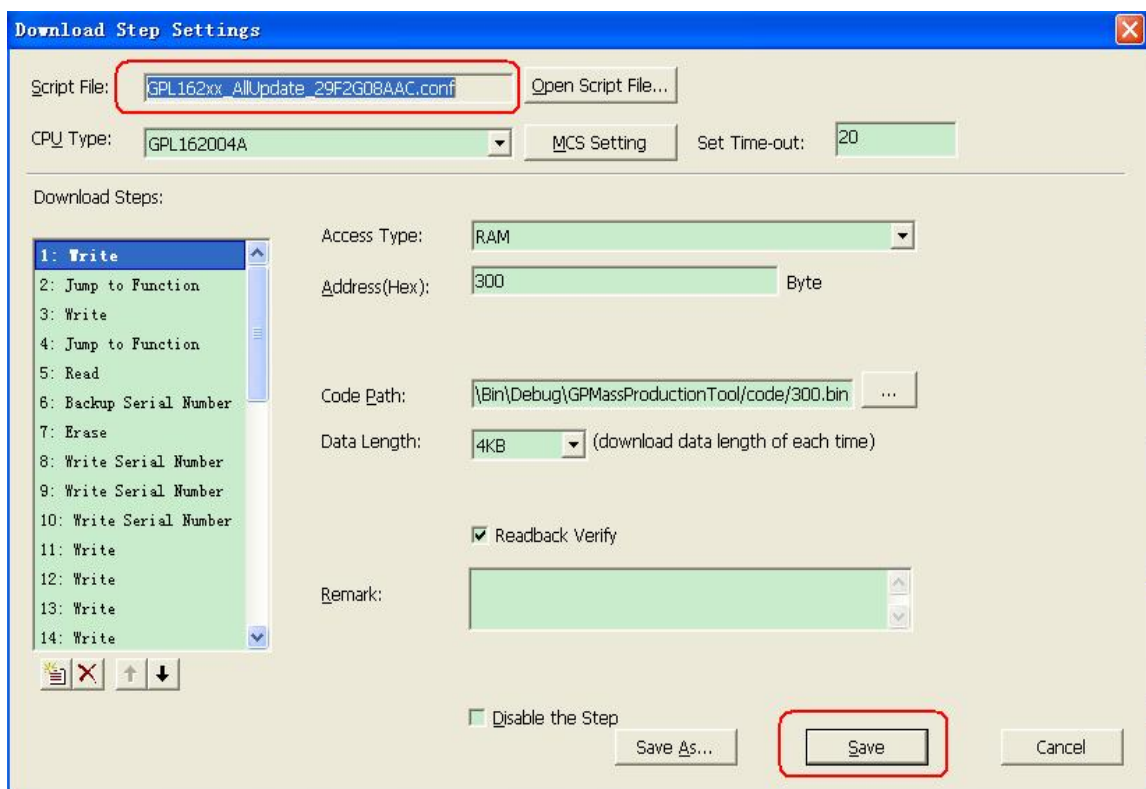 Download Step Settings
Script File: GPL162xx_AllUpdate_29F2G08AAC.conf Open Script File...
CPU Type: GPL162004A MCS Setting Set Time-out: 20
Download Steps:
1: Write
2: Jump to Function
3: Write
4: Jump to Function
5: Read
6: Backup Serial Number
7: Erase
8: Write Serial Number
9: Write Serial Number
10: Write Serial Number
11: Write
12: Write
13: Write
14: Write
Access Type: RAM
Address(Hex): 300 Byte
Code Path: \Bin\Debug\GPMassProductionTool/code/300.bin ...
Data Length: 4KB (download data length of each time)
Readback Verify
Remark:
Disable the Step
Save As... Save Cancel